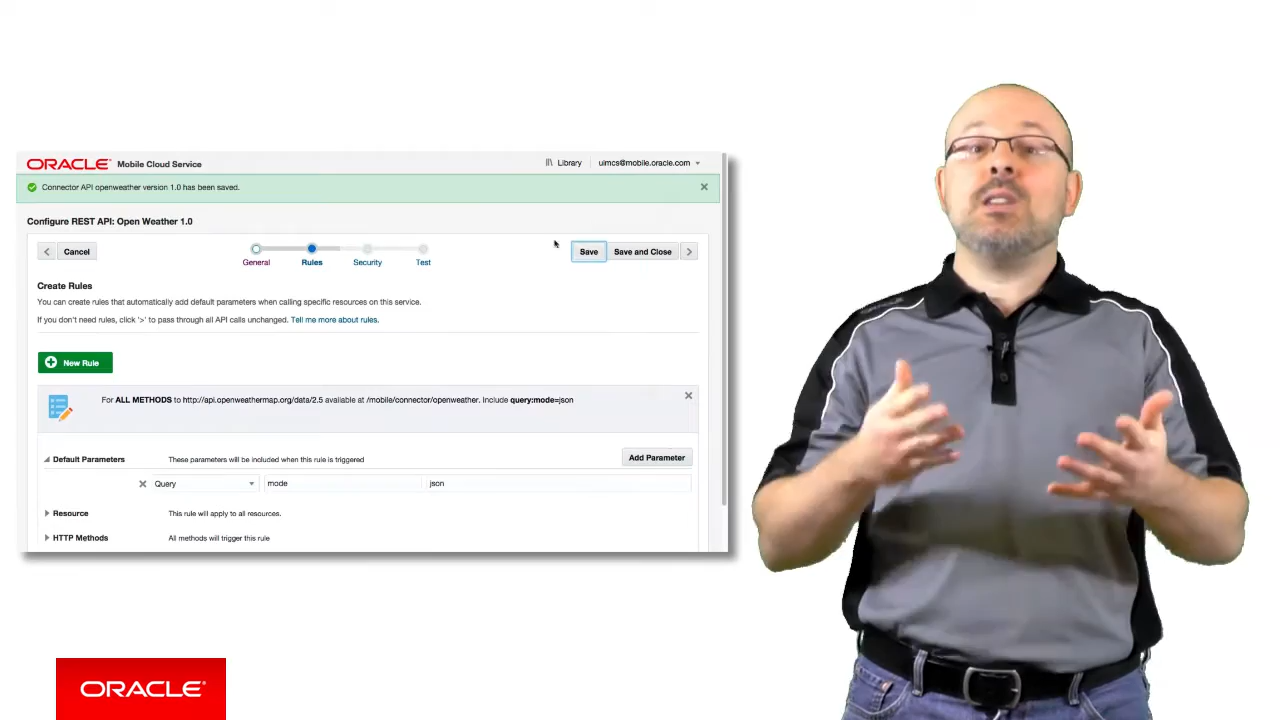 ORACLE Mobile Cloud Service Library uimcs@mobile.oracle.com
Connector API openweather version 1.0 has been saved.
Configure REST API: Open Weather 1.0
Cancel Save Save and Close
General Rules Security Test
Create Rules
You can create rules that automatically add default parameters when calling specific resources on this service.
If you don't need rules, click '>' to pass through all API calls unchanged. Tell me more about rules.
New Rule
For ALL METHODS to http://api.openweathermap.org/data/2.5 available at /mobile/connector/openweather. Include query:mode=json
Default Parameters These parameters will be included when this rule is triggered Add Parameter
Query mode json
Resource This rule will apply to all resources.
HTTP Methods All methods will trigger this rule
ORACLE